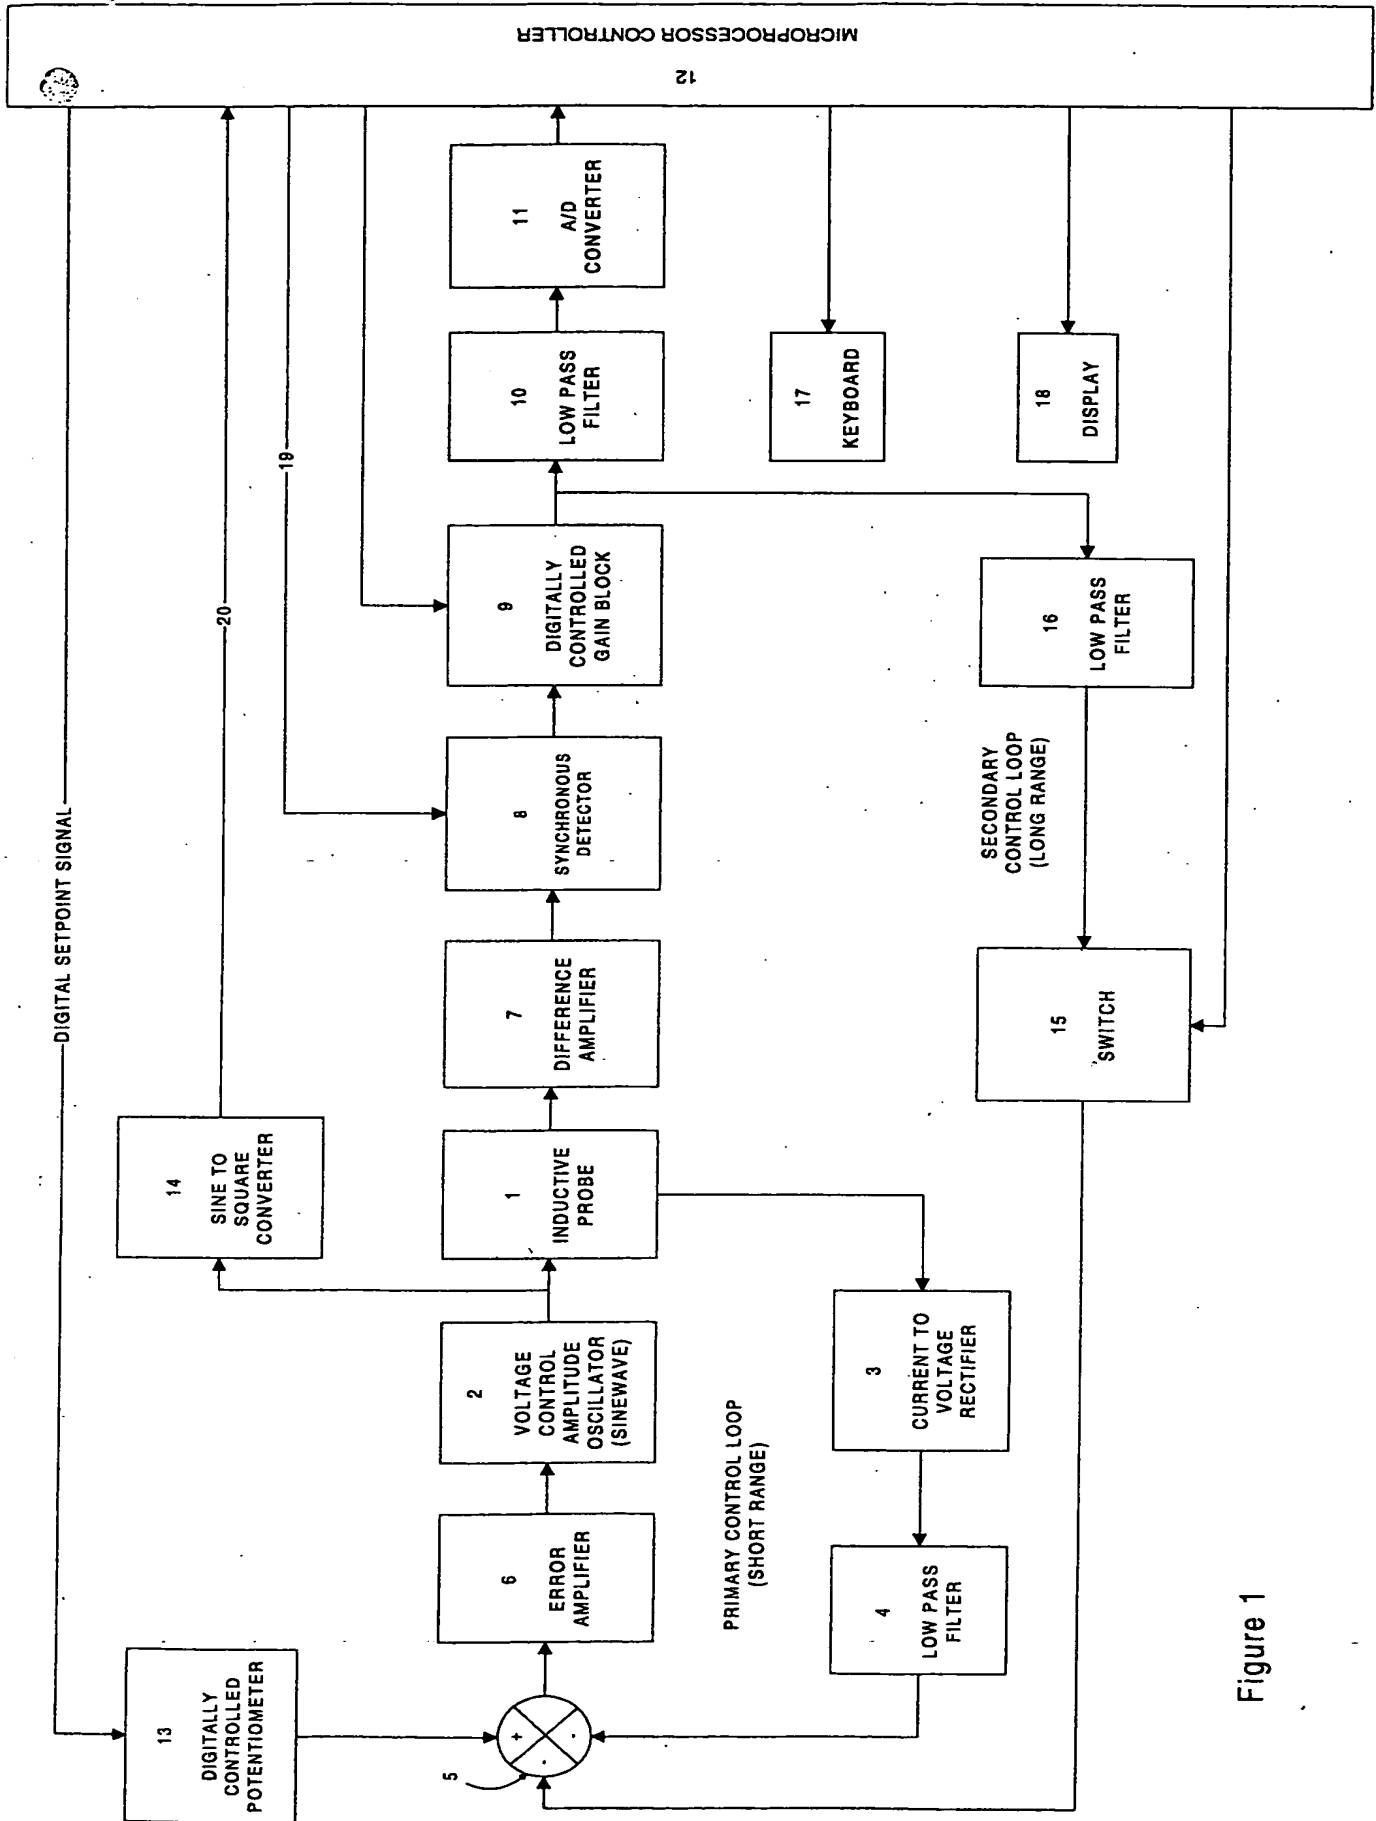 DIGITAL SETPOINT SIGNAL
13
DIGITALLY
CONTROLLED
POTENTIOMETER
14
SINE TO
SQUARE
CONVERTER
20
19
5
+
-
-
6
ERROR
AMPLIFIER
2
VOLTAGE
CONTROL
AMPLITUDE
OSCILLATOR
(SINEWAVE)
1
INDUCTIVE
PROBE
7
DIFFERENCE
AMPLIFIER
8
SYNCHRONOUS
DETECTOR
9
DIGITALLY
CONTROLLED
GAIN BLOCK
10
LOW PASS
FILTER
11
A/D
CONVERTER
12
MICROPROCESSOR CONTROLLER
PRIMARY CONTROL LOOP
(SHORT RANGE)
4
LOW PASS
FILTER
3
CURRENT TO
VOLTAGE
RECTIFIER
17
KEYBOARD
18
DISPLAY
SECONDARY
CONTROL LOOP
(LONG RANGE)
15
SWITCH
16
LOW PASS
FILTER
Figure 1